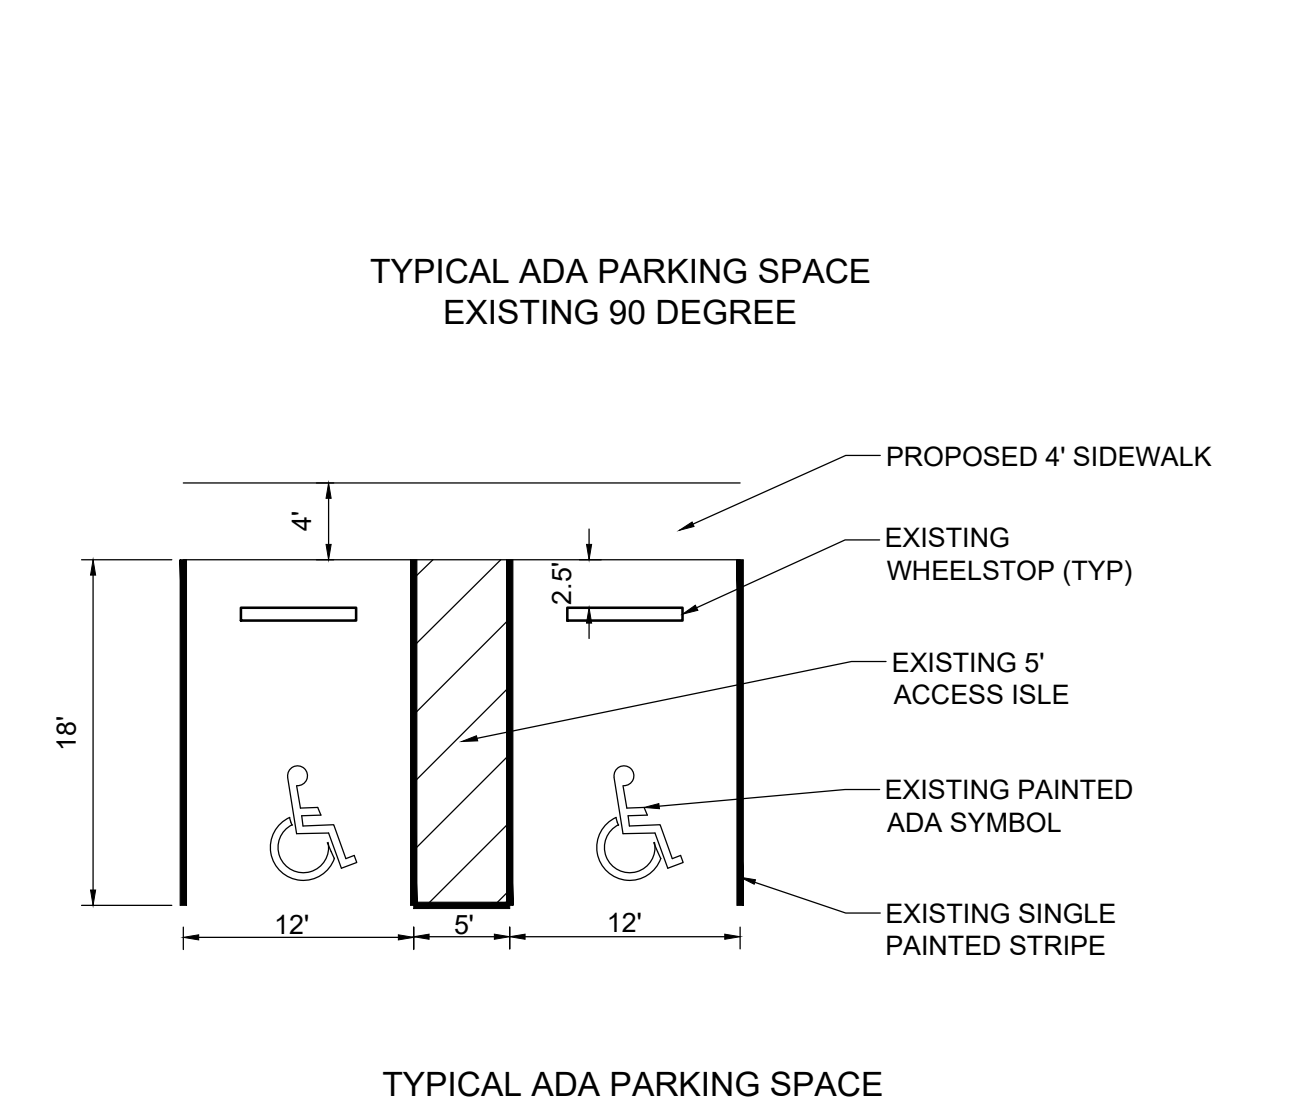 TYPICAL ADA PARKING SPACE
EXISTING 90 DEGREE
PROPOSED 4' SIDEWALK
4'
EXISTING
WHEELSTOP (TYP)
2.5'
EXISTING 5'
ACCESS ISLE
18'
EXISTING PAINTED
ADA SYMBOL
EXISTING SINGLE
PAINTED STRIPE
12'
5'
12'
TYPICAL ADA PARKING SPACE